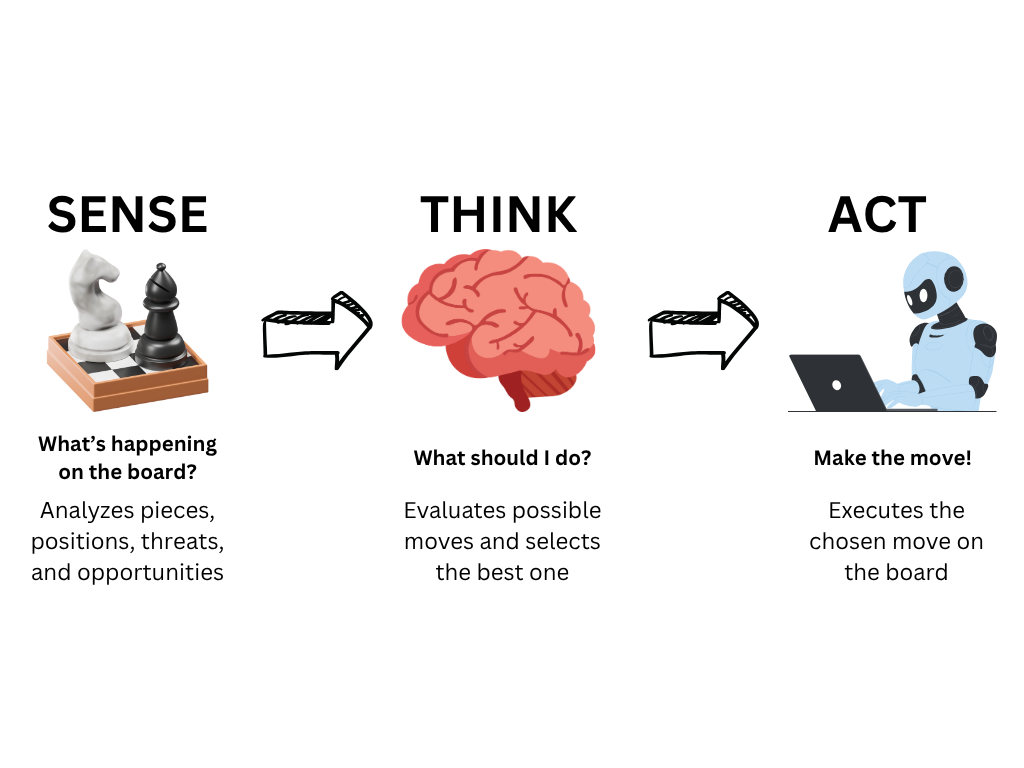 SENSE
What’s happening
on the board?
Analyzes pieces,
positions, threats,
and opportunities
THINK
What should I do?
Evaluates possible
moves and selects
the best one
ACT
Make the move!
Executes the
chosen move on
the board